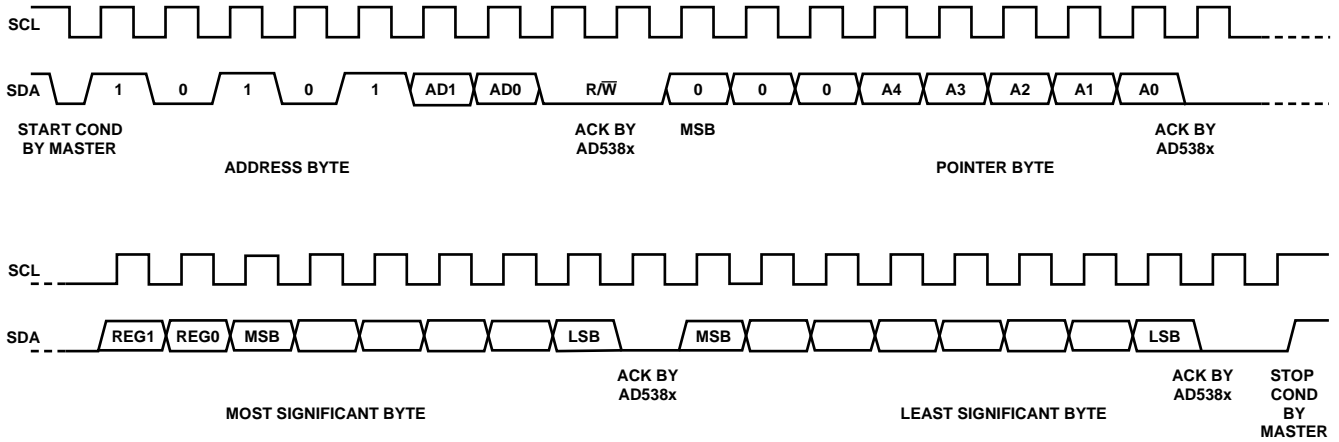 SCL
SDA 1 0 1 0 1 AD1 AD0 R/W̅ 0 0 0 A4 A3 A2 A1 A0
START COND
BY MASTER
ACK BY
AD538x
MSB
ACK BY
AD538x
ADDRESS BYTE
POINTER BYTE
SCL
SDA REG1 REG0 MSB LSB MSB LSB
ACK BY
AD538x
ACK BY
AD538x
STOP
COND
BY
MASTER
MOST SIGNIFICANT BYTE
LEAST SIGNIFICANT BYTE